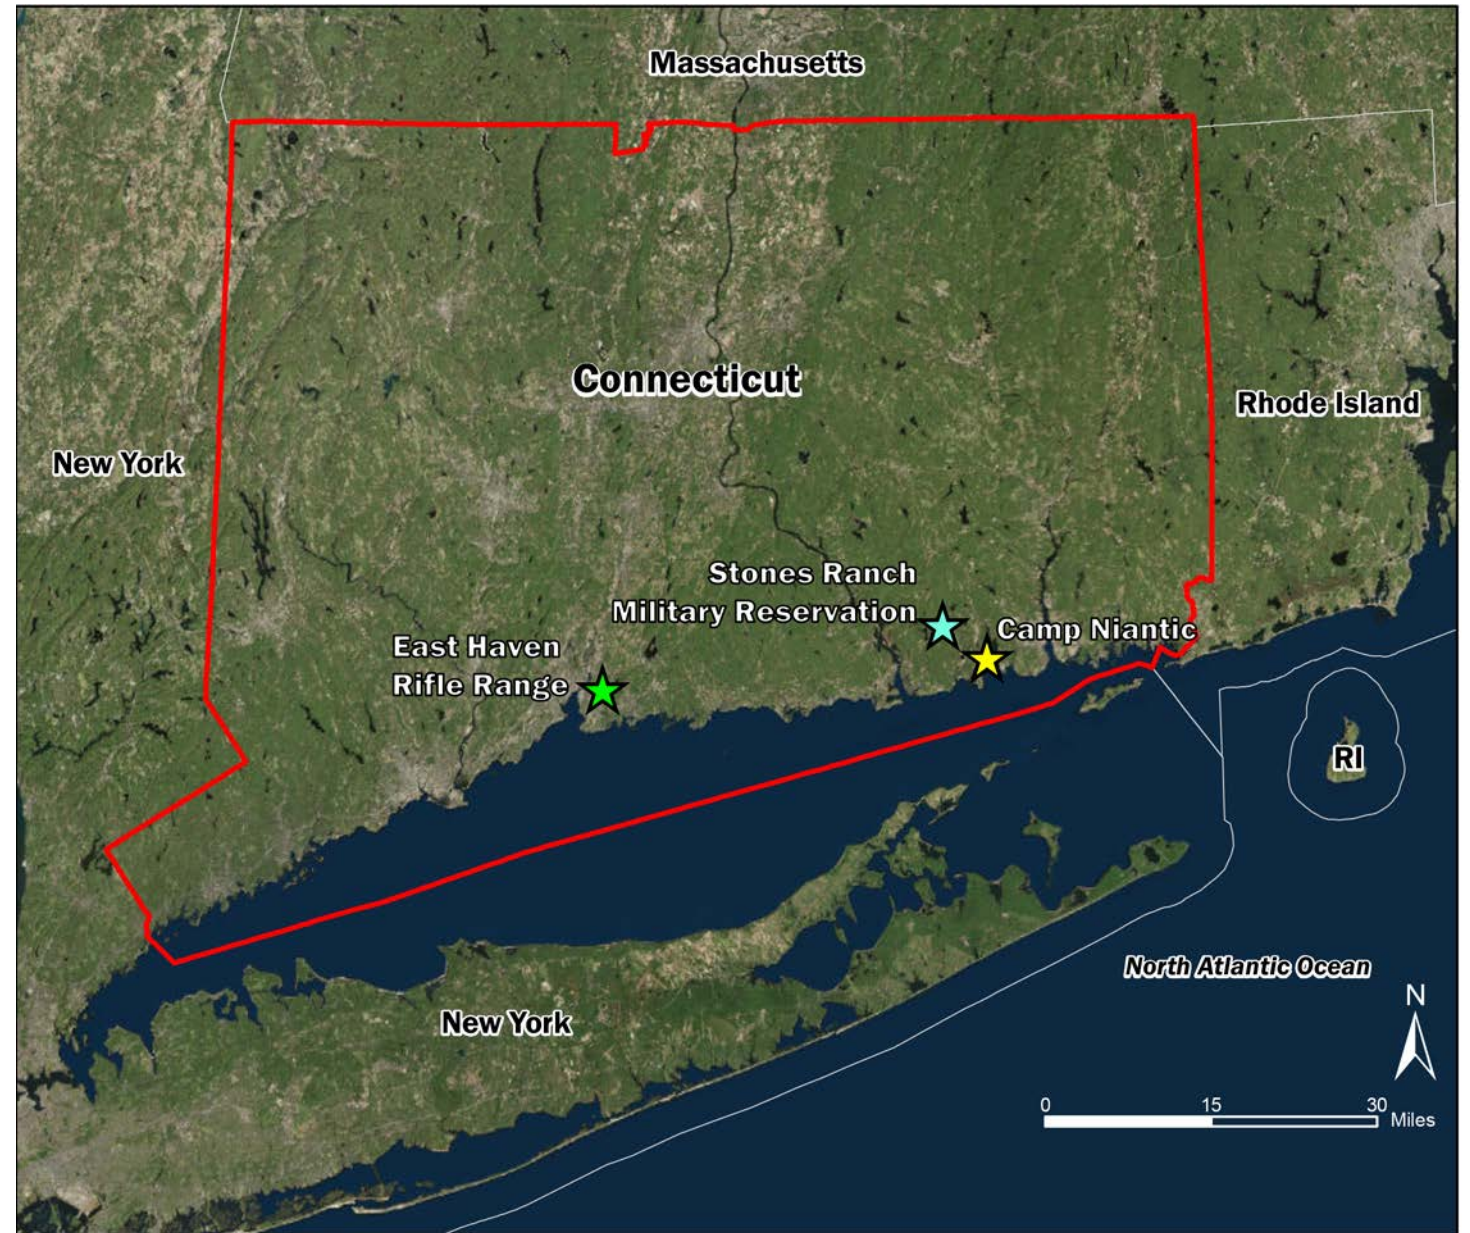 Massachusetts
Connecticut
Rhode Island
New York
Stones Ranch
Military Reservation
Camp Niantic
East Haven
Rifle Range
RI
North Atlantic Ocean
New York
N
0 15 30
Miles